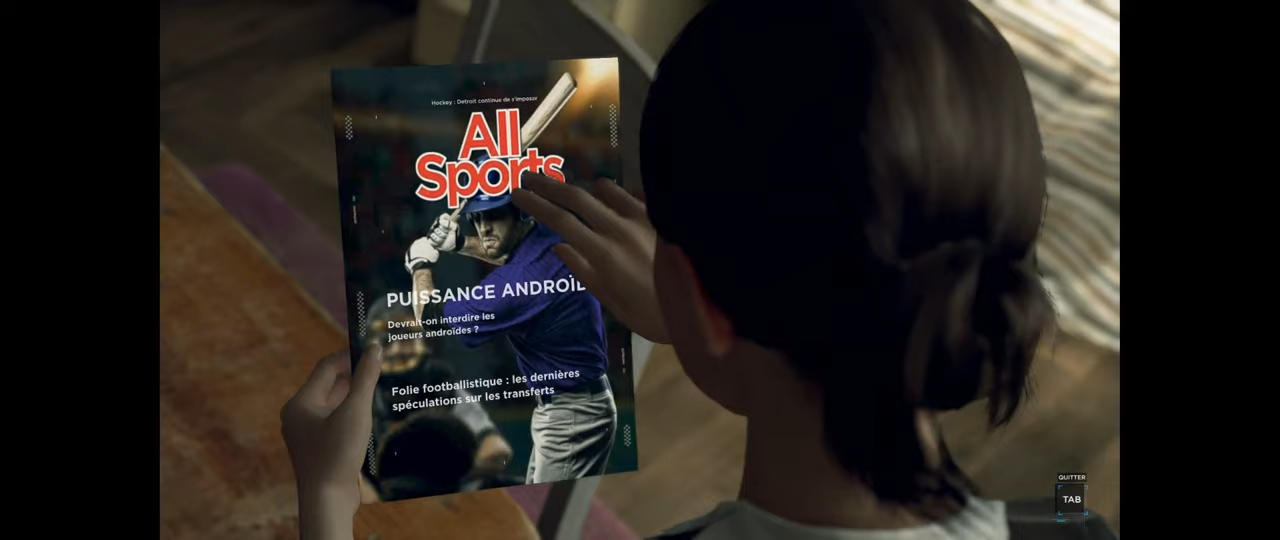 Hockey : Detroit continue de s'imposer
All
Sports
PUISSANCE ANDROÏD
Devrait-on interdire les
joueurs androïdes ?
Folie footballistique : les dernières
spéculations sur les transferts
QUITTER
TAB